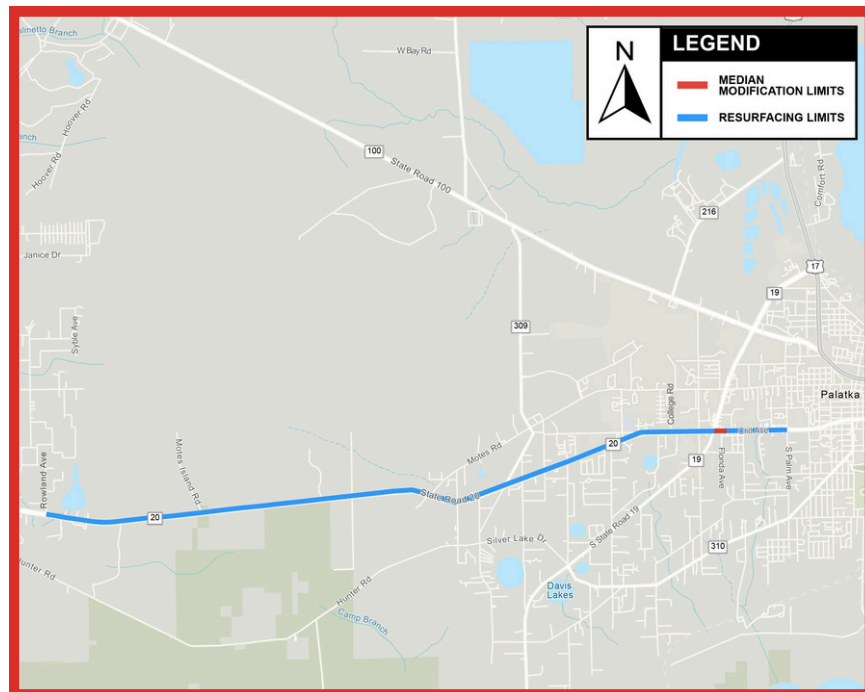 almetto Branch
W Bay Rd
N
LEGEND
MEDIAN
MODIFICATION LIMITS
RESURFACING LIMITS
Hoover Rd
Hoover Rd
100
State Road 100
Comfort Rd
216
Janice Dr
17
19
309
Syble Ave
College Rd
Palatka
20
Crill Ave
Motes Rd
19
Florida Ave
S Palm Ave
Motes Island Rd
Rowland Ave
State Road 20
20
S State Road 19
Silver Lake Dr
310
Hunter Rd
Hunter Rd
Davis
Lakes
Camp Branch